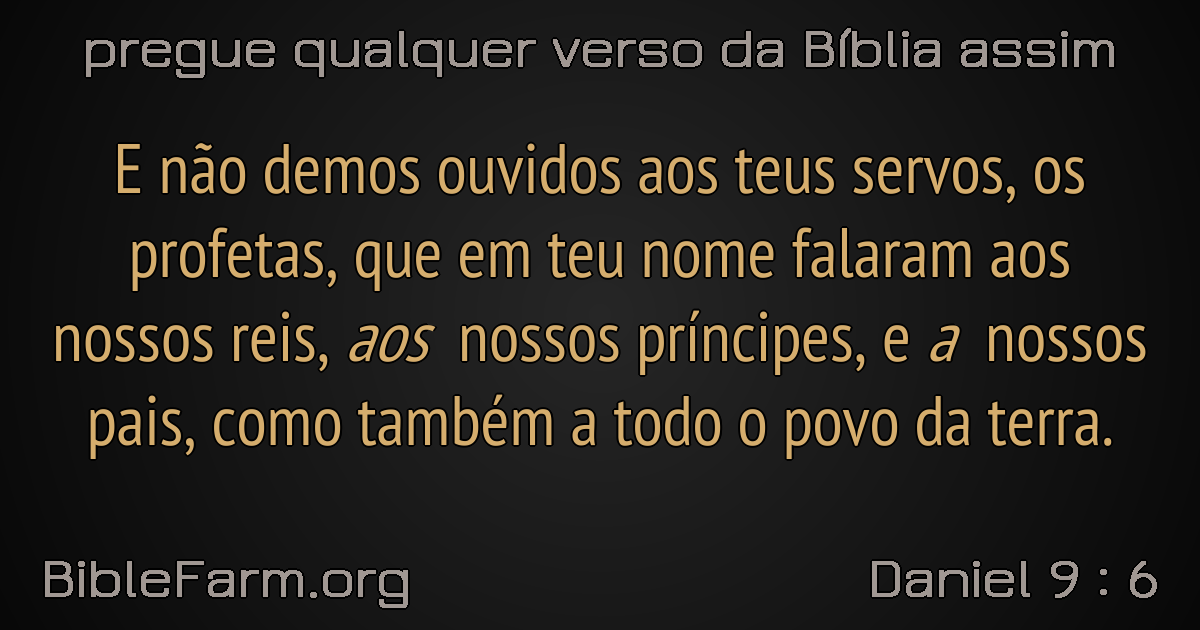 pregue qualquer verso da Bíblia assim
E não demos ouvidos aos teus servos, os
profetas, que em teu nome falaram aos
nossos reis, aos nossos príncipes, e a nossos
pais, como também a todo o povo da terra.
BibleFarm.org
Daniel 9 : 6